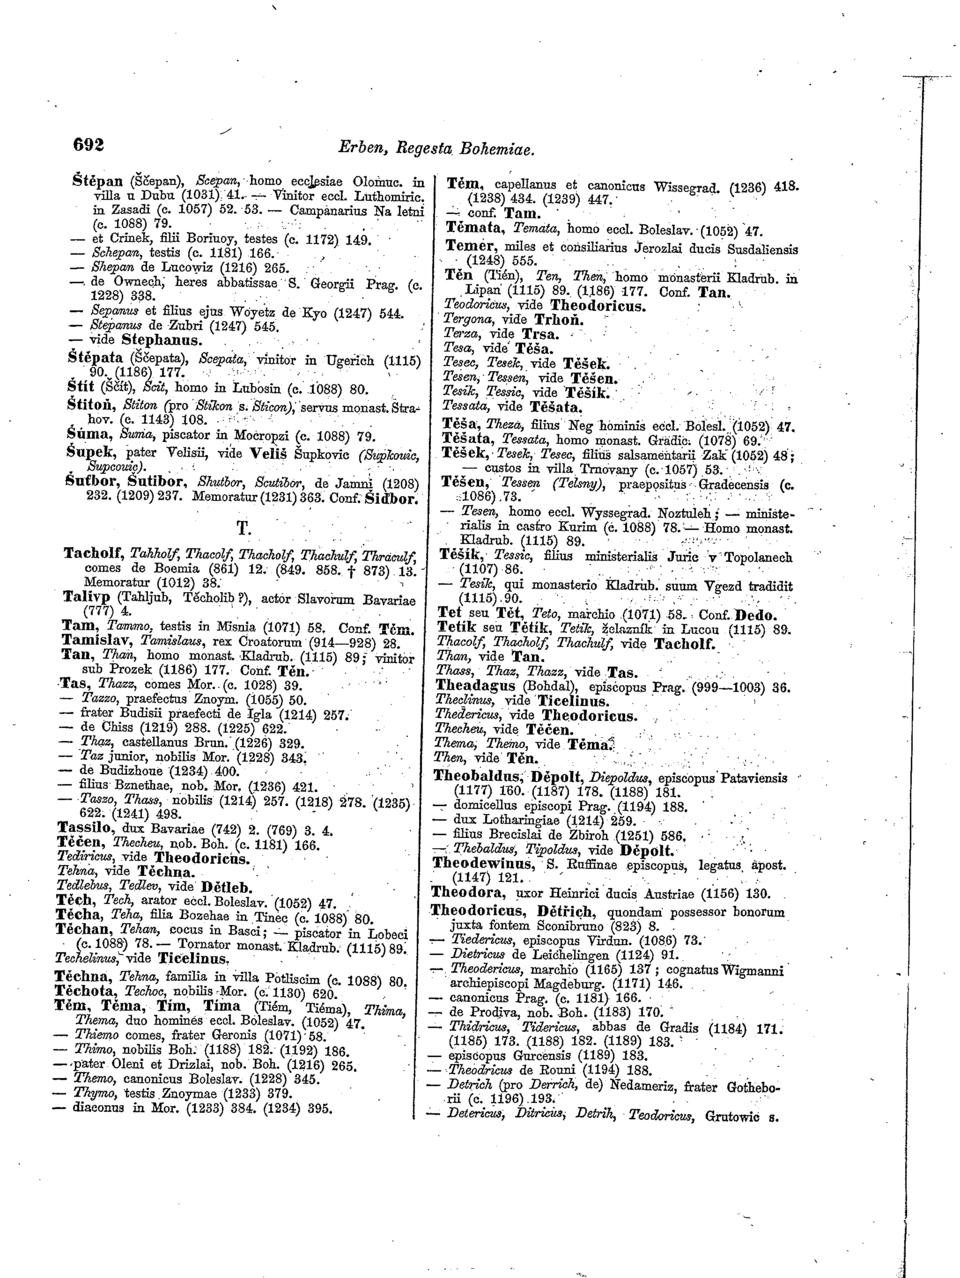 692
Erben, Regesta Bohemiae.
Štěpan (Ščepan), Scepan, homo ecclesiae Olomuc. in
villa u Dubu (1031) 41. — Vinitor eccl. Luthomiric.
in Zasadi (c. 1057) 52. 53. — Campanarius Na letni
(c. 1088) 79.
— et Crinek, filii Boriuoy, testes (c. 1172) 149.
— Schepan, testis (c. 1181) 166.
— Shepan de Lucowiz (1216) 265.
— de Ownech, heres abbatissae S. Georgii Prag. (c.
1228) 338.
— Sepanus et filius ejus Woyetz de Kyo (1247) 544.
— Stepanus de Zubri (1247) 545.
— vide Stephanus.
Štěpata (Ščepata), Scepata, vinitor in Ugerich (1115)
90. (1186) 177.
Štít (Ščít), Scit, homo in Lubosin (c. 1088) 80.
Štitoň, Stiton (pro Stikon s. Sticon), servus monast. Stra-
hov. (c. 1143) 108.
Šuma, Suma, piscator in Mocropzi (c. 1088) 79.
Šupek, pater Velisii, vide Veliš Šupkovic (Supkouic,
Supcouiç).
Šuťbor, Šutibor, Shutbor, Scutibor, de Jamni (1208)
232. (1209) 237. Memoratur (1231) 363. Conf. Sidbor.
T.
Tacholf, Tahholf, Thacolf, Thacholf, Thachulf, Thraculf,
comes de Boemia (861) 12. (849. 858. † 873) 13.
Memoratur (1012) 38.
Talivp (Tahljub, Těcholib ?), actor Slavorum Bavariae
(777) 4.
Tam, Tammo, testis in Misnia (1071) 58. Conf. Tém.
Tamislav, Tamislaus, rex Croatorum (914—928) 28.
Tan, Than, homo monast. Kladrub. (1115) 89; vinitor
sub Prozek (1186) 177. Conf. Tén.
Tas, Thazz, comes Mor. (c. 1028) 39.
— Tazzo, praefectus Znoym. (1055) 50.
— frater Budisii praefecti de Igla (1214) 257.
— de Chiss (1219) 288. (1225) 622.
— Thaz, castellanus Brun. (1226) 329.
— Taz junior, nobilis Mor. (1228) 343.
— de Budizhoue (1234) 400.
— filius Bznethae, nob. Mor. (1236) 421.
— Taszo, Thass, nobilis (1214) 257. (1218) 278. (1235)
622. (1241) 498.
Tassilo, dux Bavariae (742) 2. (769) 3. 4.
Těčen, Thecheu, nob. Boh. (c. 1181) 166.
Tediricus, vide Theodoricus.
Tehna, vide Těchna.
Tedlebus, Tedlev, vide Dětleb.
Těch, Tech, arator eccl. Boleslav. (1052) 47.
Těcha, Teha, filia Bozehae in Tinec (c. 1088) 80.
Těchan, Tehan, cocus in Basci; — piscator in Lobeci
(c. 1088) 78. — Tornator monast. Kladrub. (1115) 89.
Techelinus, vide Ticelinus.
Těchna, Tehna, familia in villa Potliscim (c. 1088) 80.
Těchota, Techoc, nobilis Mor. (c. 1130) 620.
Tém, Téma, Tím, Tíma (Tiém, Tiéma), Thima,
Thema, duo homines eccl. Boleslav. (1052) 47.
— Thiemo comes, frater Geronis (1071) 58.
— Thimo, nobilis Boh. (1188) 182. (1192) 186.
— pater Oleni et Drizlai, nob. Boh. (1216) 265.
— Themo, canonicus Boleslav. (1228) 345.
— Thymo, testis Znoymae (1233) 379.
— diaconus in Mor. (1233) 384. (1234) 395.
Tém, capellanus et canonicus Wissegrad. (1236) 418.
(1238) 434. (1239) 447.
— conf. Tam.
Témata, Temata, homo eccl. Boleslav. (1052) 47.
Temer, miles et consiliarius Jerozlai ducis Susdaliensis
(1248) 555.
Tén (Tién), Ten, Then, homo monasterii Kladrub. in
Lipan (1115) 89. (1186) 177. Conf. Tan.
Teodoricus, vide Theodoricus.
Tergona, vide Trhoň.
Terza, vide Trsa.
Tesa, vide Těša.
Tesec, Tesek, vide Těšek.
Tesen, Tessen, vide Těšen.
Tesik, Tessic, vide Těšík.
Tessata, vide Těšata.
Těša, Theza, filius Neg hominis eccl. Bolesl. (1052) 47.
Těšata, Tessata, homo monast. Gradic. (1078) 69.
Těšek, Tesek, Tesec, filius salsamentarii Zak (1052) 48;
— custos in villa Trnovany (c. 1057) 53.
Těšen, Tessen (Telsny), praepositus Gradecensis (c.
1086) 73.
— Tesen, homo eccl. Wyssegrad. Noztuleh; — ministe-
rialis in castro Kurim (c. 1088) 78. — Homo monast.
Kladrub. (1115) 89.
Těšík, Tessic, filius ministerialis Juric v Topolanech
(1107) 86.
— Tesik, qui monasterio Kladrub. suum Vgezd tradidit
(1115) 90.
Tet seu Tét, Teto, marchio (1071) 58. Conf. Dedo.
Tetik seu Tétík, Tetik, železník in Lucou (1115) 89.
Thacolf, Thacholf, Thachulf, vide Tacholf.
Than, vide Tan.
Thass, Thaz, Thazz, vide Tas.
Theadagus (Bohdal), episcopus Prag. (999—1003) 36.
Theclinus, vide Ticelinus.
Thedericus, vide Theodoricus.
Thecheu, vide Těčen.
Thema, Themo, vide Téma.
Then, vide Tén.
Theobaldus, Děpolt, Diepoldus, episcopus Pataviensis
(1177) 160. (1187) 178. (1188) 181.
— domicellus episcopi Prag. (1194) 188.
— dux Lotharingiae (1214) 259.
— filius Brecislai de Zbiroh (1251) 586.
— Thebaldus, Tipoldus, vide Děpolt.
Theodewinus, S. Ruffinae episcopus, legatus apost.
(1147) 121.
Theodora, uxor Heinrici ducis Austriae (1156) 130.
Theodoricus, Dětřich, quondam possessor bonorum
juxta fontem Sconibruno (823) 8.
— Tiedericus, episcopus Virdun. (1086) 73.
— Dietricus de Leichelingen (1124) 91.
— Theodericus, marchio (1165) 137; cognatus Wigmanni
archiepiscopi Magdeburg. (1171) 146.
— canonicus Prag. (c. 1181) 166.
— de Prodiva, nob. Boh. (1183) 170.
— Thidricus, Tidericus, abbas de Gradis (1184) 171.
(1185) 173. (1188) 182. (1189) 183.
— episcopus Gurcensis (1189) 183.
— Theodricus de Rouni (1194) 188.
— Detrich (pro Derrich, de) Nedameriz, frater Gothebo-
rii (c. 1196) 193.
— Detericus, Ditricus, Detrih, Teodoricus, Grutowic s.